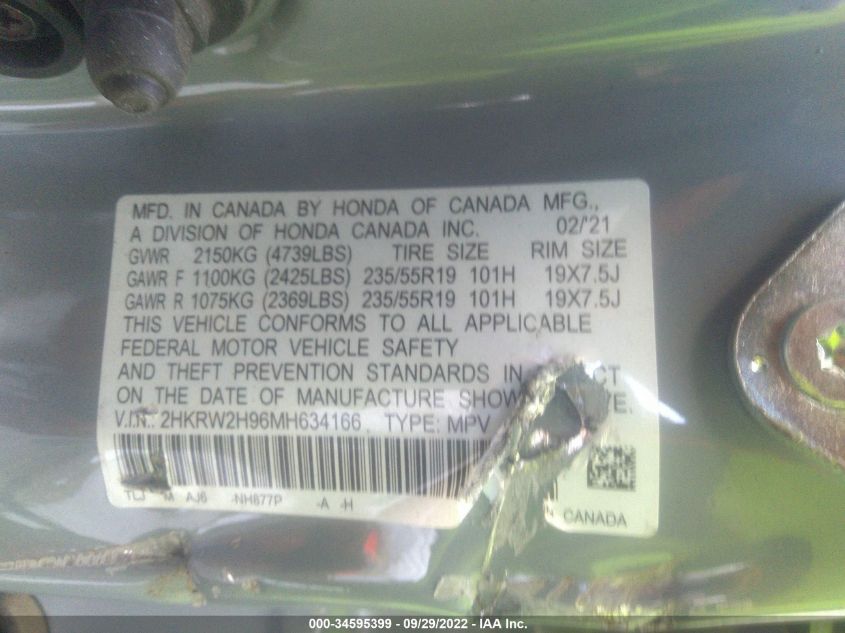 MFD. IN CANADA BY HONDA OF CANADA MFG.,
A DIVISION OF HONDA CANADA INC. 02/'21
GVWR 2150KG (4739LBS) TIRE SIZE RIM SIZE
GAWR F 1100KG (2425LBS) 235/55R19 101H 19X7.5J
GAWR R 1075KG (2369LBS) 235/55R19 101H 19X7.5J
THIS VEHICLE CONFORMS TO ALL APPLICABLE
FEDERAL MOTOR VEHICLE SAFETY
AND THEFT PREVENTION STANDARDS IN
ON THE DATE OF MANUFACTURE SHOWN
V.I.N.: 2HKRW2H96MH634166 TYPE: MPV
TLJ M AJ6 -NH877P -A -H
CANADA
000-34595399 - 09/29/2022 - IAA Inc.